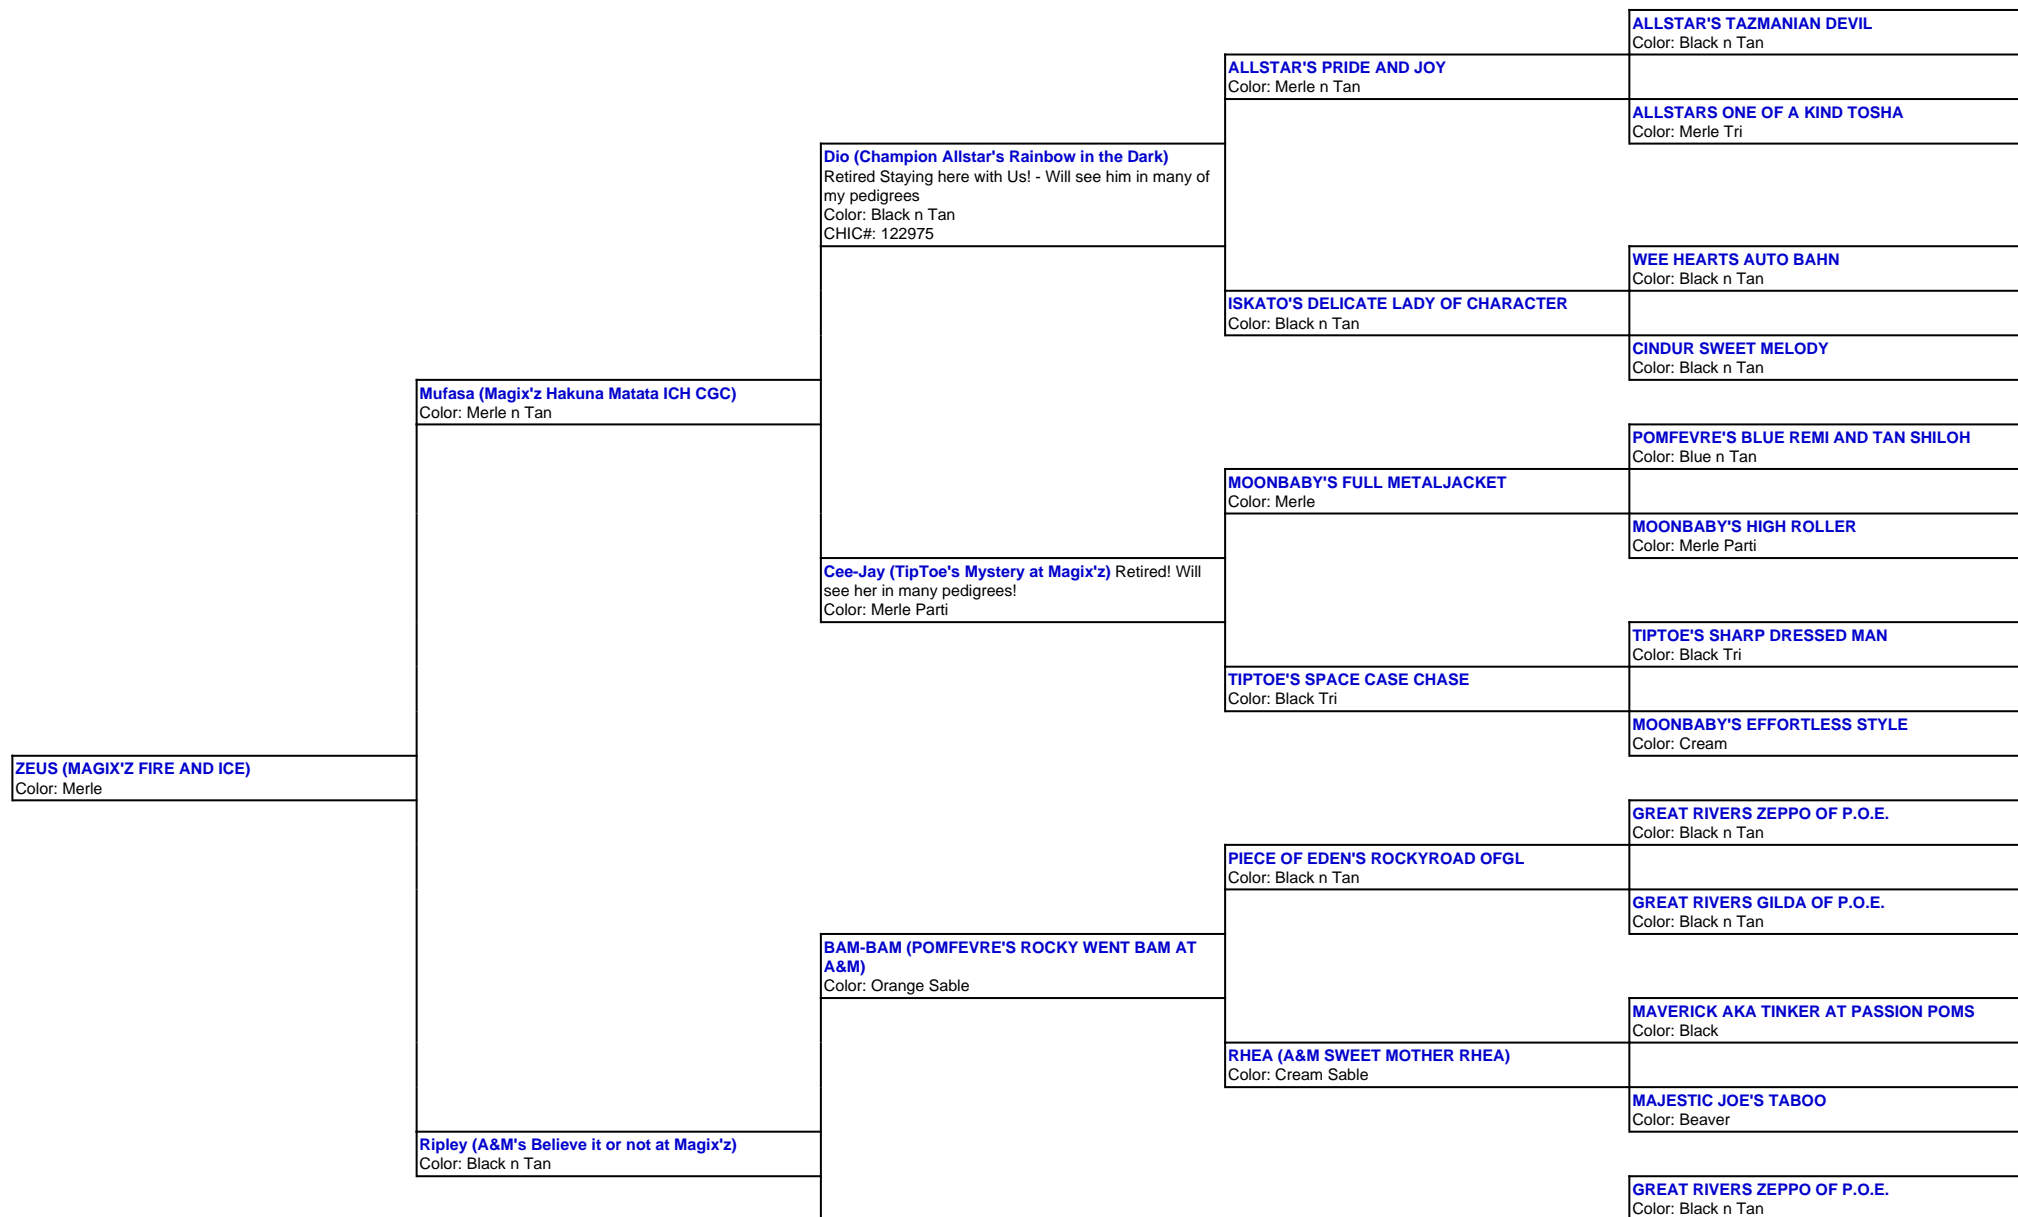 ALLSTAR'S TAZMANIAN DEVIL
Color: Black n Tan
ALLSTAR'S PRIDE AND JOY
Color: Merle n Tan
ALLSTARS ONE OF A KIND TOSHA
Color: Merle Tri
Dio (Champion Allstar's Rainbow in the Dark)
Retired Staying here with Us! - Will see him in many of
my pedigrees
Color: Black n Tan
CHIC#: 122975
WEE HEARTS AUTO BAHN
Color: Black n Tan
ISKATO'S DELICATE LADY OF CHARACTER
Color: Black n Tan
CINDUR SWEET MELODY
Color: Black n Tan
Mufasa (Magix'z Hakuna Matata ICH CGC)
Color: Merle n Tan
POMFEVRE'S BLUE REMI AND TAN SHILOH
Color: Blue n Tan
MOONBABY'S FULL METALJACKET
Color: Merle
MOONBABY'S HIGH ROLLER
Color: Merle Parti
Cee-Jay (TipToe's Mystery at Magix'z) Retired! Will
see her in many pedigrees!
Color: Merle Parti
TIPTOE'S SHARP DRESSED MAN
Color: Black Tri
TIPTOE'S SPACE CASE CHASE
Color: Black Tri
MOONBABY'S EFFORTLESS STYLE
Color: Cream
ZEUS (MAGIX'Z FIRE AND ICE)
Color: Merle
GREAT RIVERS ZEPPO OF P.O.E.
Color: Black n Tan
PIECE OF EDEN'S ROCKYROAD OFGL
Color: Black n Tan
GREAT RIVERS GILDA OF P.O.E.
Color: Black n Tan
BAM-BAM (POMFEVRE'S ROCKY WENT BAM AT
A&M)
Color: Orange Sable
MAVERICK AKA TINKER AT PASSION POMS
Color: Black
RHEA (A&M SWEET MOTHER RHEA)
Color: Cream Sable
MAJESTIC JOE'S TABOO
Color: Beaver
Ripley (A&M's Believe it or not at Magix'z)
Color: Black n Tan
GREAT RIVERS ZEPPO OF P.O.E.
Color: Black n Tan